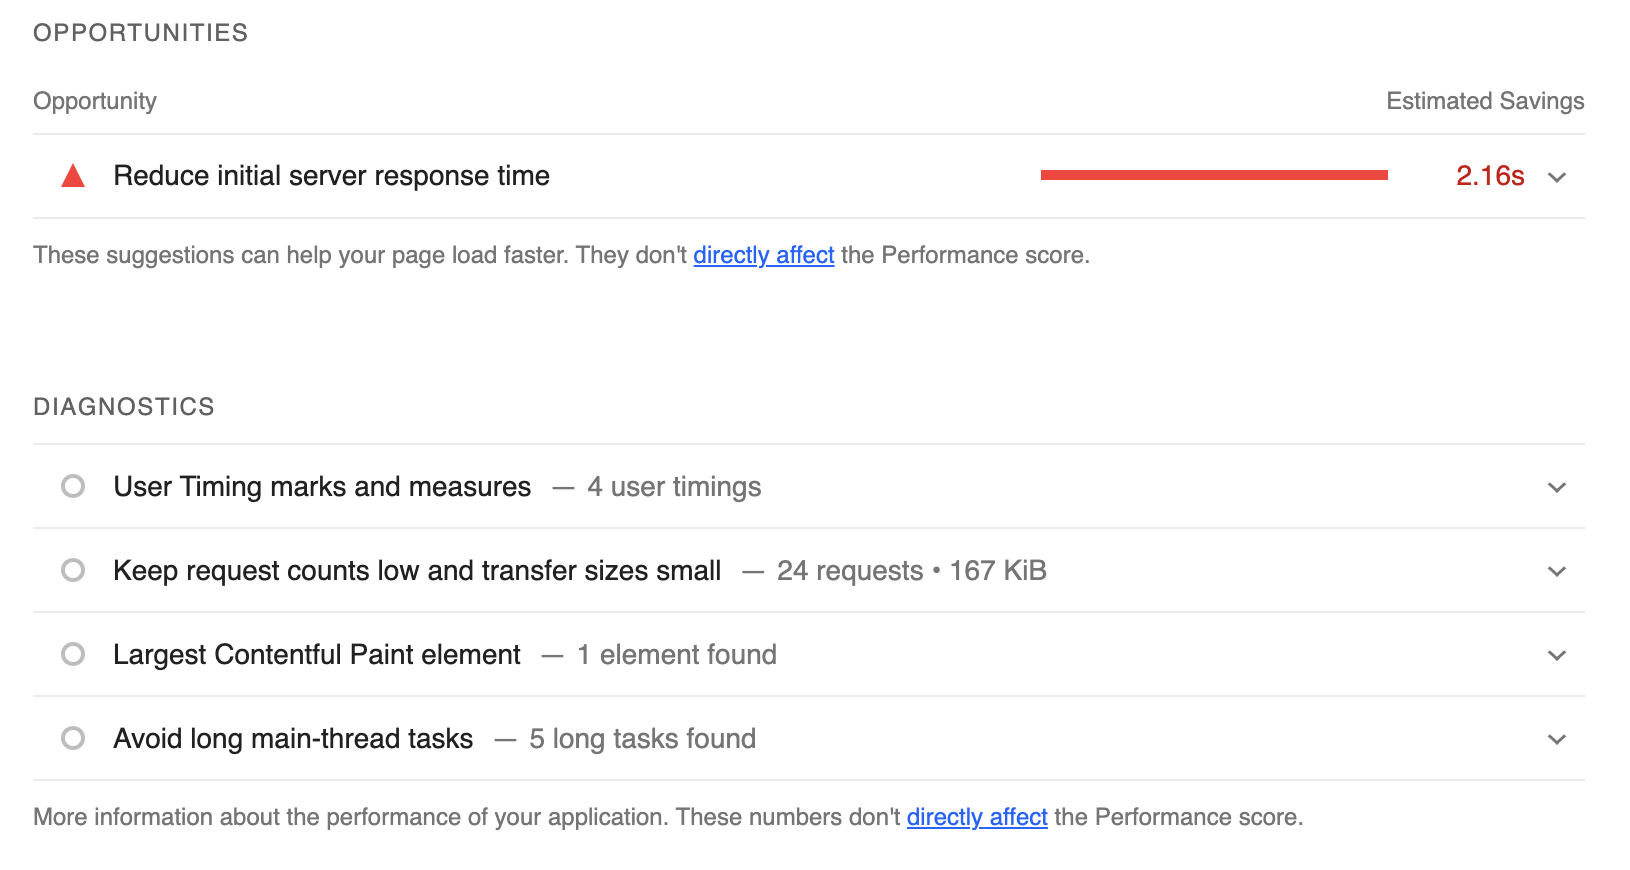 OPPORTUNITIES
Opportunity Estimated Savings
Reduce initial server response time 2.16s
These suggestions can help your page load faster. They don't directly affect the Performance score.
DIAGNOSTICS
User Timing marks and measures — 4 user timings
Keep request counts low and transfer sizes small — 24 requests • 167 KiB
Largest Contentful Paint element — 1 element found
Avoid long main-thread tasks — 5 long tasks found
More information about the performance of your application. These numbers don't directly affect the Performance score.